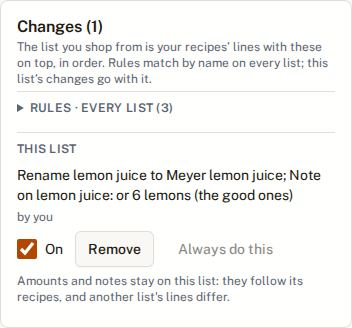 Changes (1)
The list you shop from is your recipes’ lines with these
on top, in order. Rules match by name on every list; this
list’s changes go with it.
RULES · EVERY LIST (3)
THIS LIST
Rename lemon juice to Meyer lemon juice; Note
on lemon juice: or 6 lemons (the good ones)
by you
On
Remove
Always do this
Amounts and notes stay on this list: they follow its
recipes, and another list’s lines differ.